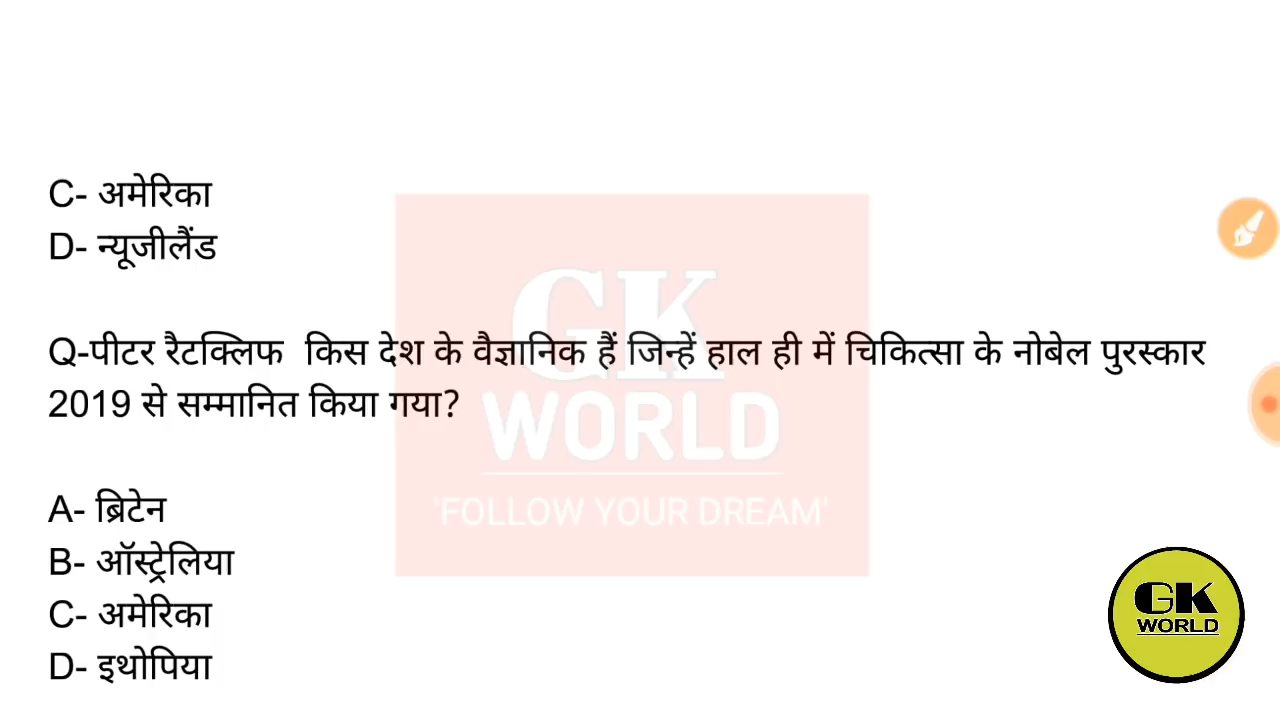 C- अमेरिका
D- न्यूजीलैंड
Q-पीटर रैटक्लिफ  किस देश के वैज्ञानिक हैं जिन्हें हाल ही में चिकित्सा के नोबेल पुरस्कार
2019 से सम्मानित किया गया?
GK
WORLD
'FOLLOW YOUR DREAM'
A- ब्रिटेन
B- ऑस्ट्रेलिया
C- अमेरिका
D- इथोपिया
GK
WORLD